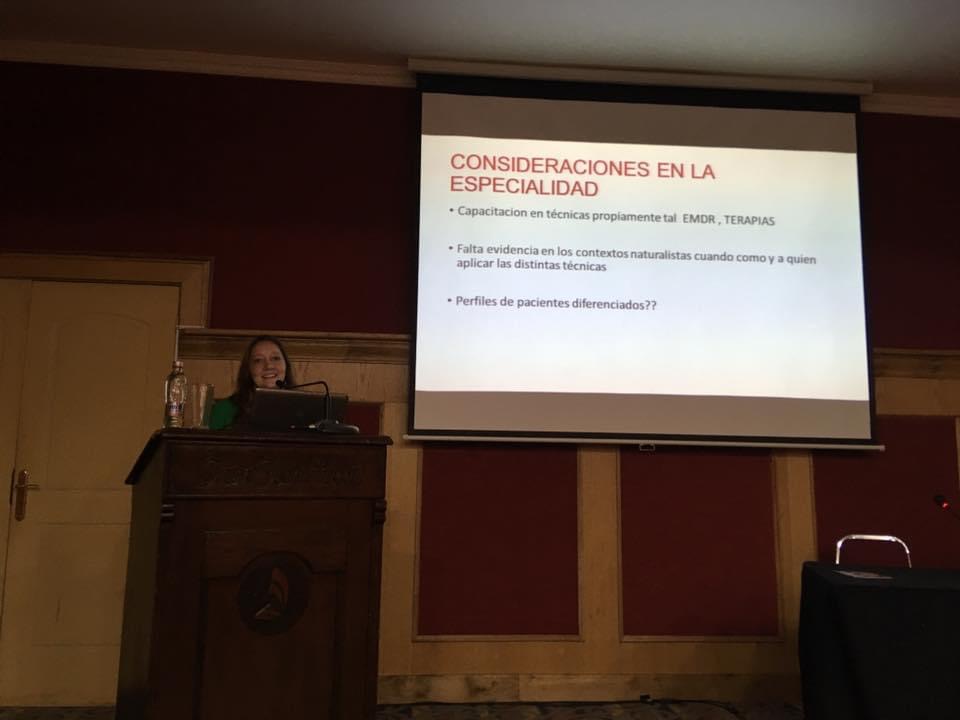 CONSIDERACIONES EN LA
ESPECIALIDAD
• Capacitacion en técnicas propiamente tal EMDR , TERAPIAS
• Falta evidencia en los contextos naturalistas cuando como y a quien
aplicar las distintas técnicas
• Perfiles de pacientes diferenciados??